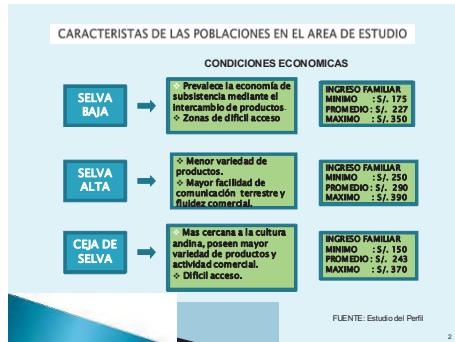 CARACTERISTAS DE LAS POBLACIONES EN EL AREA DE ESTUDIO
CONDICIONES ECONOMICAS
SELVA
BAJA
❖ Prevalece la economía de
subsistencia mediante el
intercambio de productos.
❖ Zonas de difícil acceso
INGRESO FAMILIAR
MINIMO : S/. 175
PROMEDIO : S/. 227
MAXIMO : S/. 350
SELVA
ALTA
❖ Menor variedad de
productos.
❖ Mayor facilidad de
comunicación terrestre y
fluidez comercial.
INGRESO FAMILIAR
MINIMO : S/. 250
PROMEDIO : S/. 290
MAXIMO : S/. 390
CEJA DE
SELVA
❖ Mas cercana a la cultura
andina, poseen mayor
variedad de productos y
actividad comercial.
❖ Difícil acceso.
INGRESO FAMILIAR
MINIMO : S/. 150
PROMEDIO : S/. 243
MAXIMO : S/. 370
FUENTE: Estudio del Perfil
2